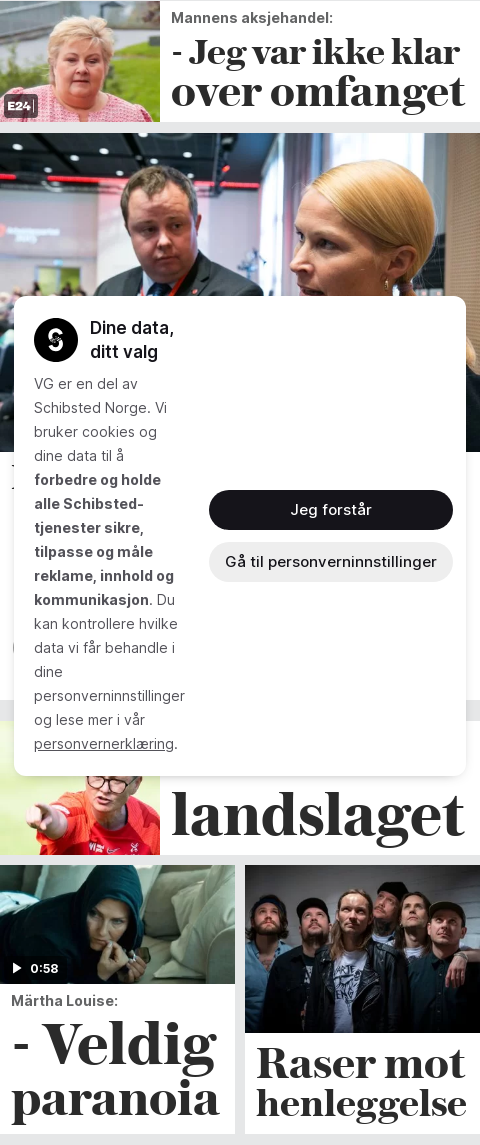 Mannens aksjehandel:
- Jeg var ikke klar
over omfanget
E24
Dine data,
ditt valg
VG er en del av
Schibsted Norge. Vi
bruker cookies og
dine data til å
forbedre og holde
alle Schibsted-
tjenester sikre,
tilpasse og måle
reklame, innhold og
kommunikasjon. Du
kan kontrollere hvilke
data vi får behandle i
dine
personverninnstillinger
og lese mer i vår
personvernerklæring.
Jeg forstår
Gå til personverninnstillinger
landslaget
0:58
Märtha Louise:
- Veldig
paranoia
Raser mot
henleggelse